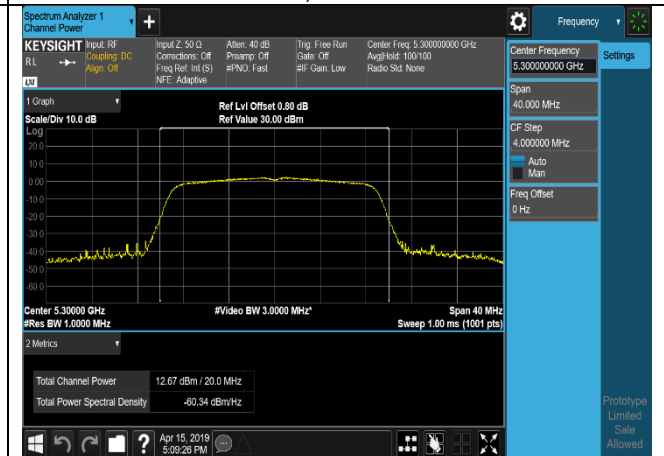 Spectrum Analyzer 1
Channel Power
+
Frequency
KEYSIGHT
RL
LXI
Input: RF
Coupling: DC
Align: Off
Input Z: 50 Ω
Corrections: Off
Freq Ref: Int (S)
NFE: Adaptive
Atten: 40 dB
Preamp: Off
#PNO: Fast
Trig: Free Run
Gate: Off
#IF Gain: Low
Center Freq: 5.300000000 GHz
Avg|Hold: 100/100
Radio Std: None
Center Frequency
5.300000000 GHz
Settings
Span
40.000 MHz
CF Step
4.000000 MHz
Auto
Man
Freq Offset
0 Hz
1 Graph
Scale/Div 10.0 dB
Ref Lvl Offset 0.80 dB
Ref Value 30.00 dBm
Log
20.0
10.0
0.00
-10.0
-20.0
-30.0
-40.0
-50.0
-60.0
Center 5.30000 GHz
#Res BW 1.0000 MHz
#Video BW 3.0000 MHz*
Span 40 MHz
Sweep 1.00 ms (1001 pts)
2 Metrics
Total Channel Power 12.67 dBm / 20.0 MHz
Total Power Spectral Density -60.34 dBm/Hz
Prototype
Limited
Sale
Allowed
?
Apr 15, 2019
5:09:26 PM